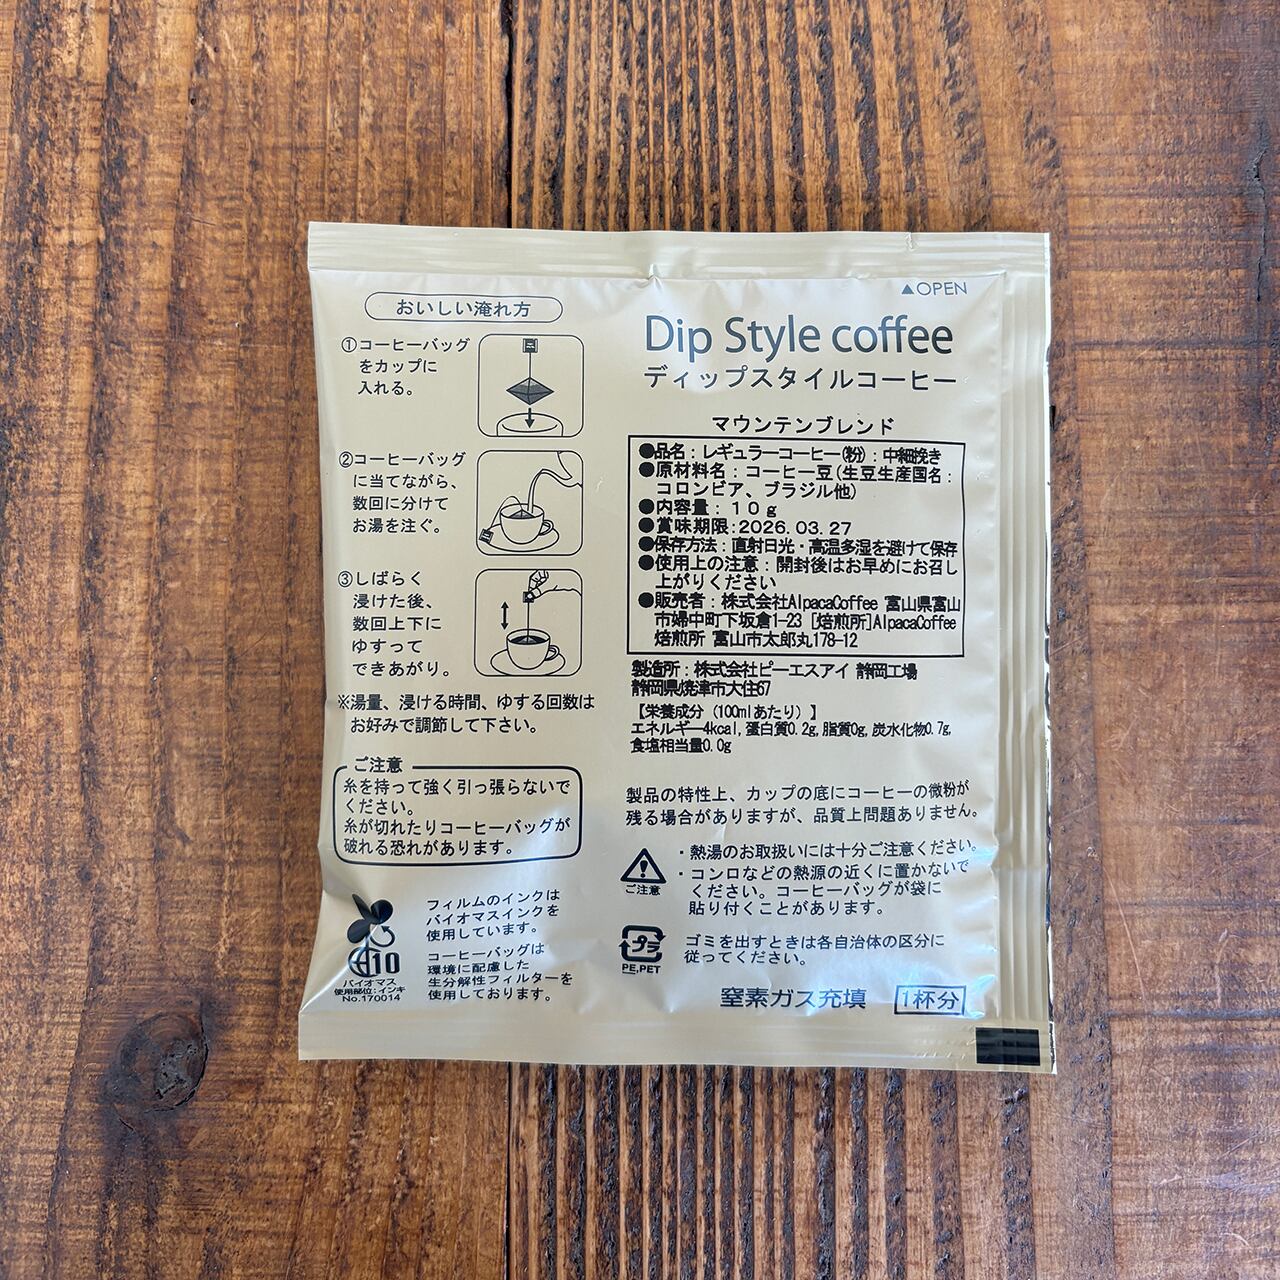 おいしい淹れ方
①コーヒーバッグ
をカップに
入れる。
②コーヒーバッグ
に当てながら、
数回に分けて
お湯を注ぐ。
③しばらく
浸けた後、
数回上下に
ゆすって
できあがり。
※湯量、浸ける時間、ゆする回数は
お好みで調節して下さい。
ご注意
糸を持って強く引っ張らないで
ください。
糸が切れたりコーヒーバッグが
破れる恐れがあります。
10
バイオマス
使用部位:インキ
No.170014
フィルムのインクは
バイオマスインクを
使用しています。
コーヒーバッグは
環境に配慮した
生分解性フィルターを
使用しております。
▲OPEN
Dip Style coffee
ディップスタイルコーヒー
マウンテンブレンド
●品名：レギュラーコーヒー(粉)：中細挽き
●原材料名：コーヒー豆(生豆生産国名：
コロンビア、ブラジル他)
●内容量：１０ｇ
●賞味期限:2026.03.27
●保存方法：直射日光・高温多湿を避けて保存
●使用上の注意：開封後はお早めにお召し
上がりください
●販売者：株式会社AlpacaCoffee 富山県富山
市婦中町下坂倉1-23 [焙煎所]AlpacaCoffee
焙煎所 富山市太郎丸178-12
製造所：株式会社ピーエスアイ 静岡工場
静岡県焼津市大住67
【栄養成分（100mlあたり）】
エネルギー4kcal,蛋白質0.2g,脂質0g,炭水化物0.7g,
食塩相当量0.0g
製品の特性上、カップの底にコーヒーの微粉が
残る場合がありますが、品質上問題ありません。
ご注意
・熱湯のお取扱いには十分ご注意ください。
・コンロなどの熱源の近くに置かないで
ください。コーヒーバッグが袋に
貼り付くことがあります。
プラ
PE,PET
ゴミを出すときは各自治体の区分に
従ってください。
窒素ガス充填
1杯分